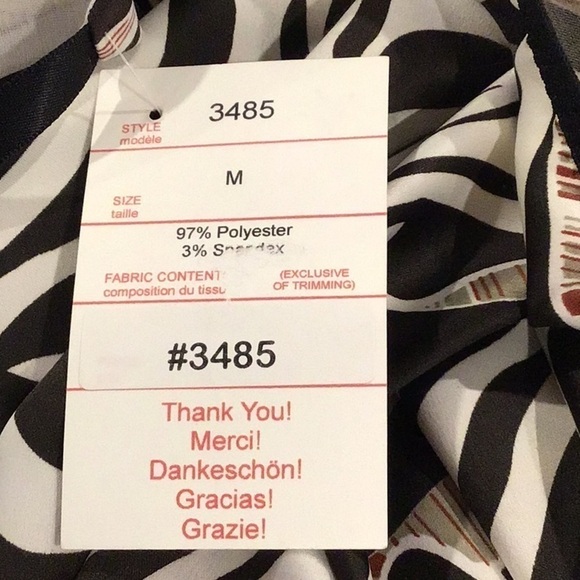 3485
STYLE
modèle
M
SIZE
taille
97% Polyester
3% Spandex
FABRIC CONTENT (EXCLUSIVE
composition du tissu OF TRIMMING)
#3485
Thank You!
Merci!
Dankeschön!
Gracias!
Grazie!